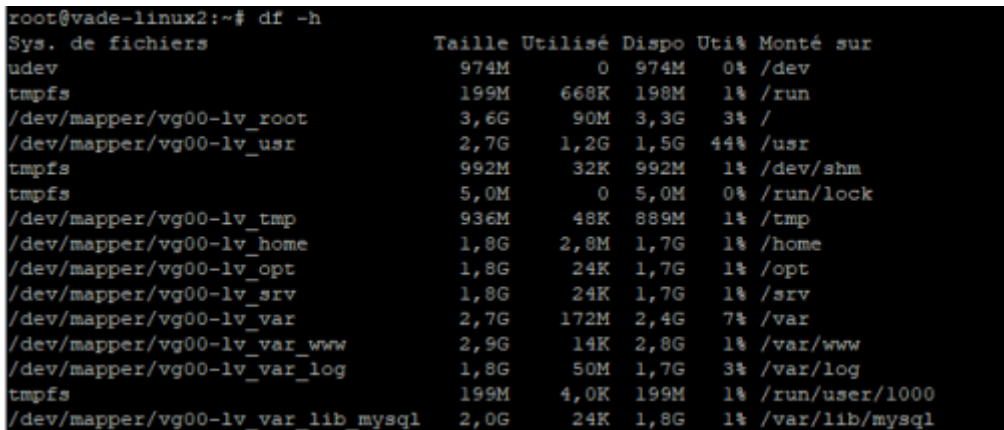 root@vade-linux2:~# df -h
Sys. de fichiers Taille Utilisé Dispo Uti% Monté sur
udev 974M 0 974M 0% /dev
tmpfs 199M 668K 198M 1% /run
/dev/mapper/vg00-lv_root 3,6G 90M 3,3G 3% /
/dev/mapper/vg00-lv_usr 2,7G 1,2G 1,5G 44% /usr
tmpfs 992M 32K 992M 1% /dev/shm
tmpfs 5,0M 0 5,0M 0% /run/lock
/dev/mapper/vg00-lv_tmp 936M 48K 889M 1% /tmp
/dev/mapper/vg00-lv_home 1,8G 2,8M 1,7G 1% /home
/dev/mapper/vg00-lv_opt 1,8G 24K 1,7G 1% /opt
/dev/mapper/vg00-lv_srv 1,8G 24K 1,7G 1% /srv
/dev/mapper/vg00-lv_var 2,7G 172M 2,4G 7% /var
/dev/mapper/vg00-lv_var_www 2,9G 14K 2,8G 1% /var/www
/dev/mapper/vg00-lv_var_log 1,8G 50M 1,7G 3% /var/log
tmpfs 199M 4,0K 199M 1% /run/user/1000
/dev/mapper/vg00-lv_var_lib_mysql 2,0G 24K 1,8G 1% /var/lib/mysql